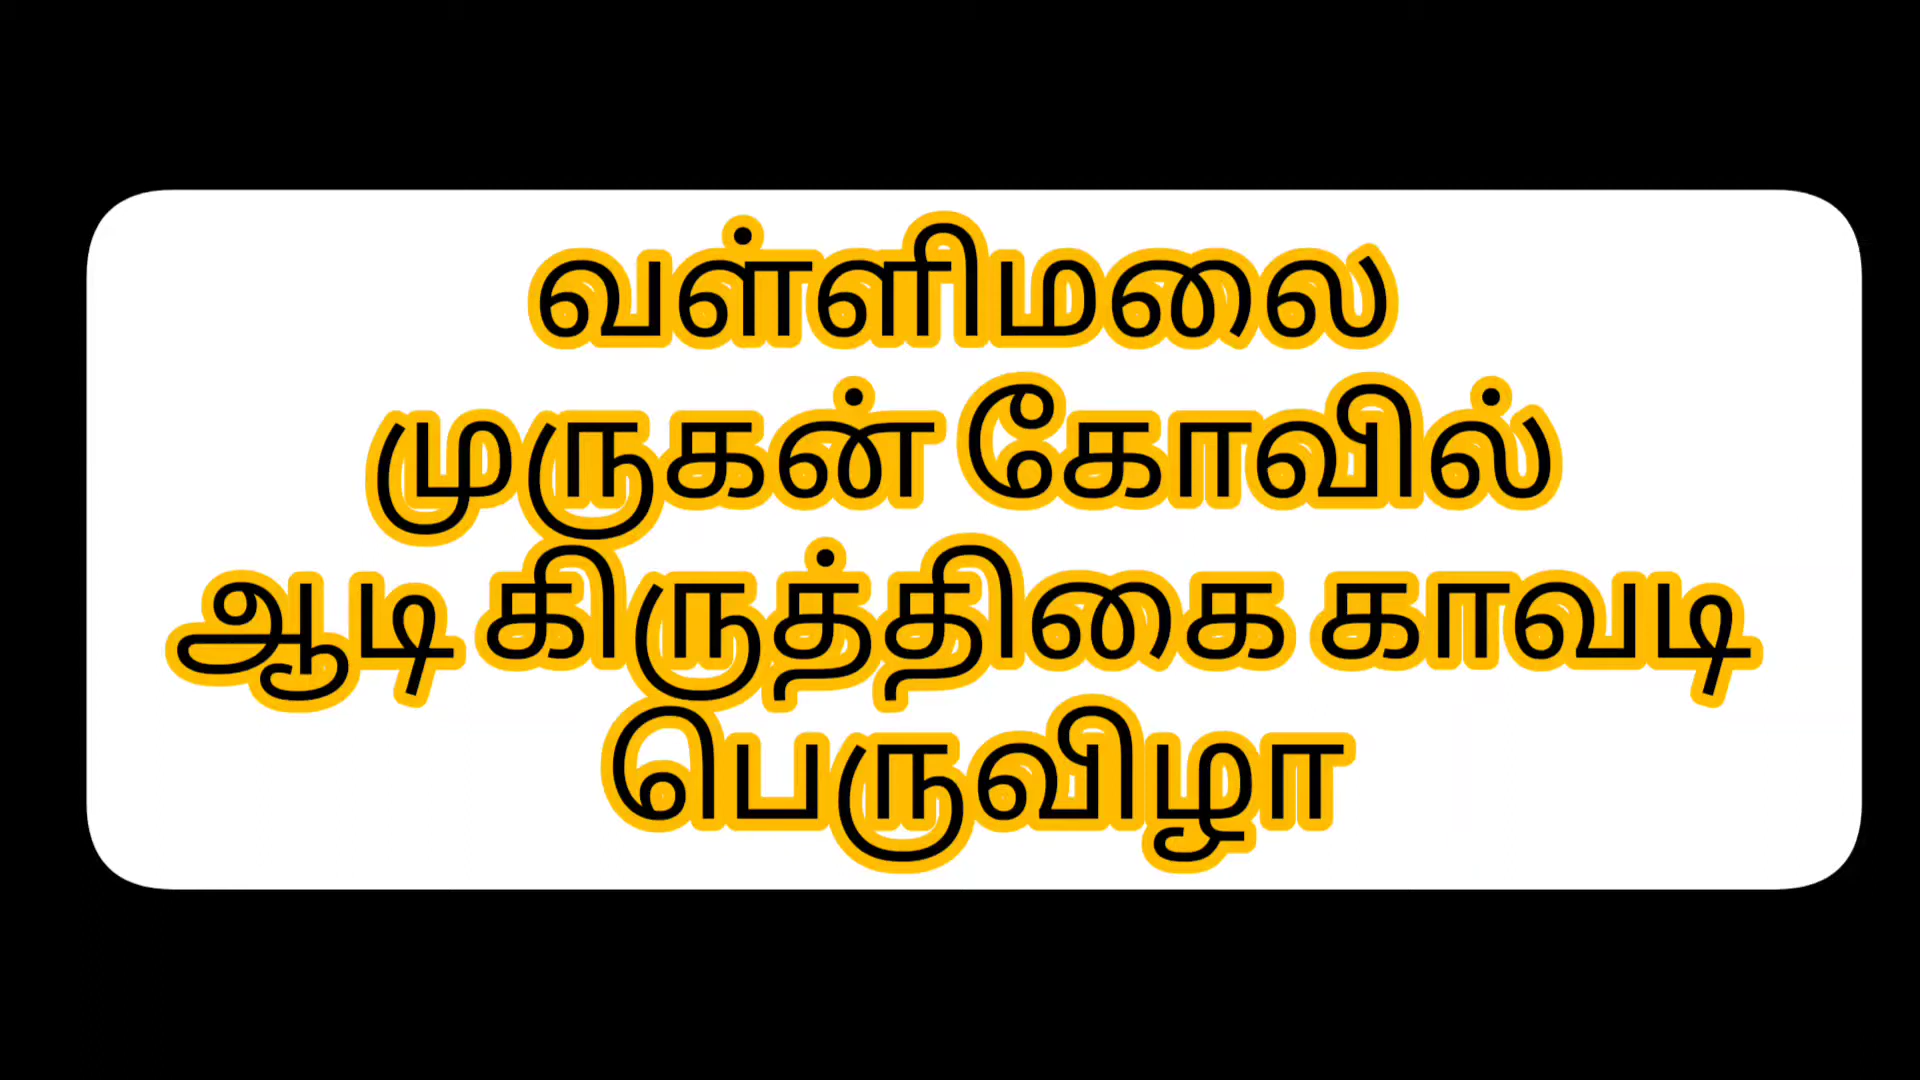 வள்ளிமலை
முருகன் கோவில்
ஆடி கிருத்திகை காவடி
பெருவிழா